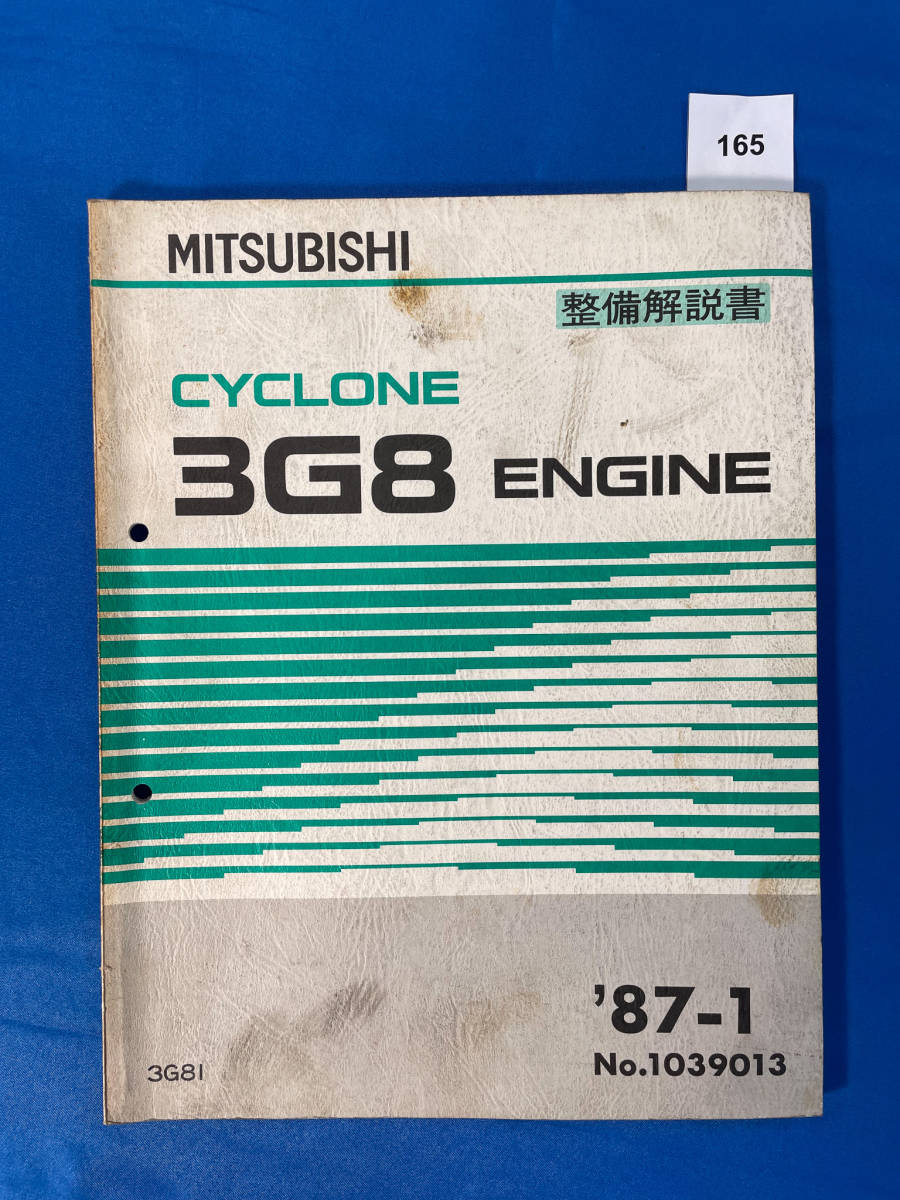 165
MITSUBISHI
整備解説書
CYCLONE
3G8 ENGINE
'87-1
No.1039013
3G81